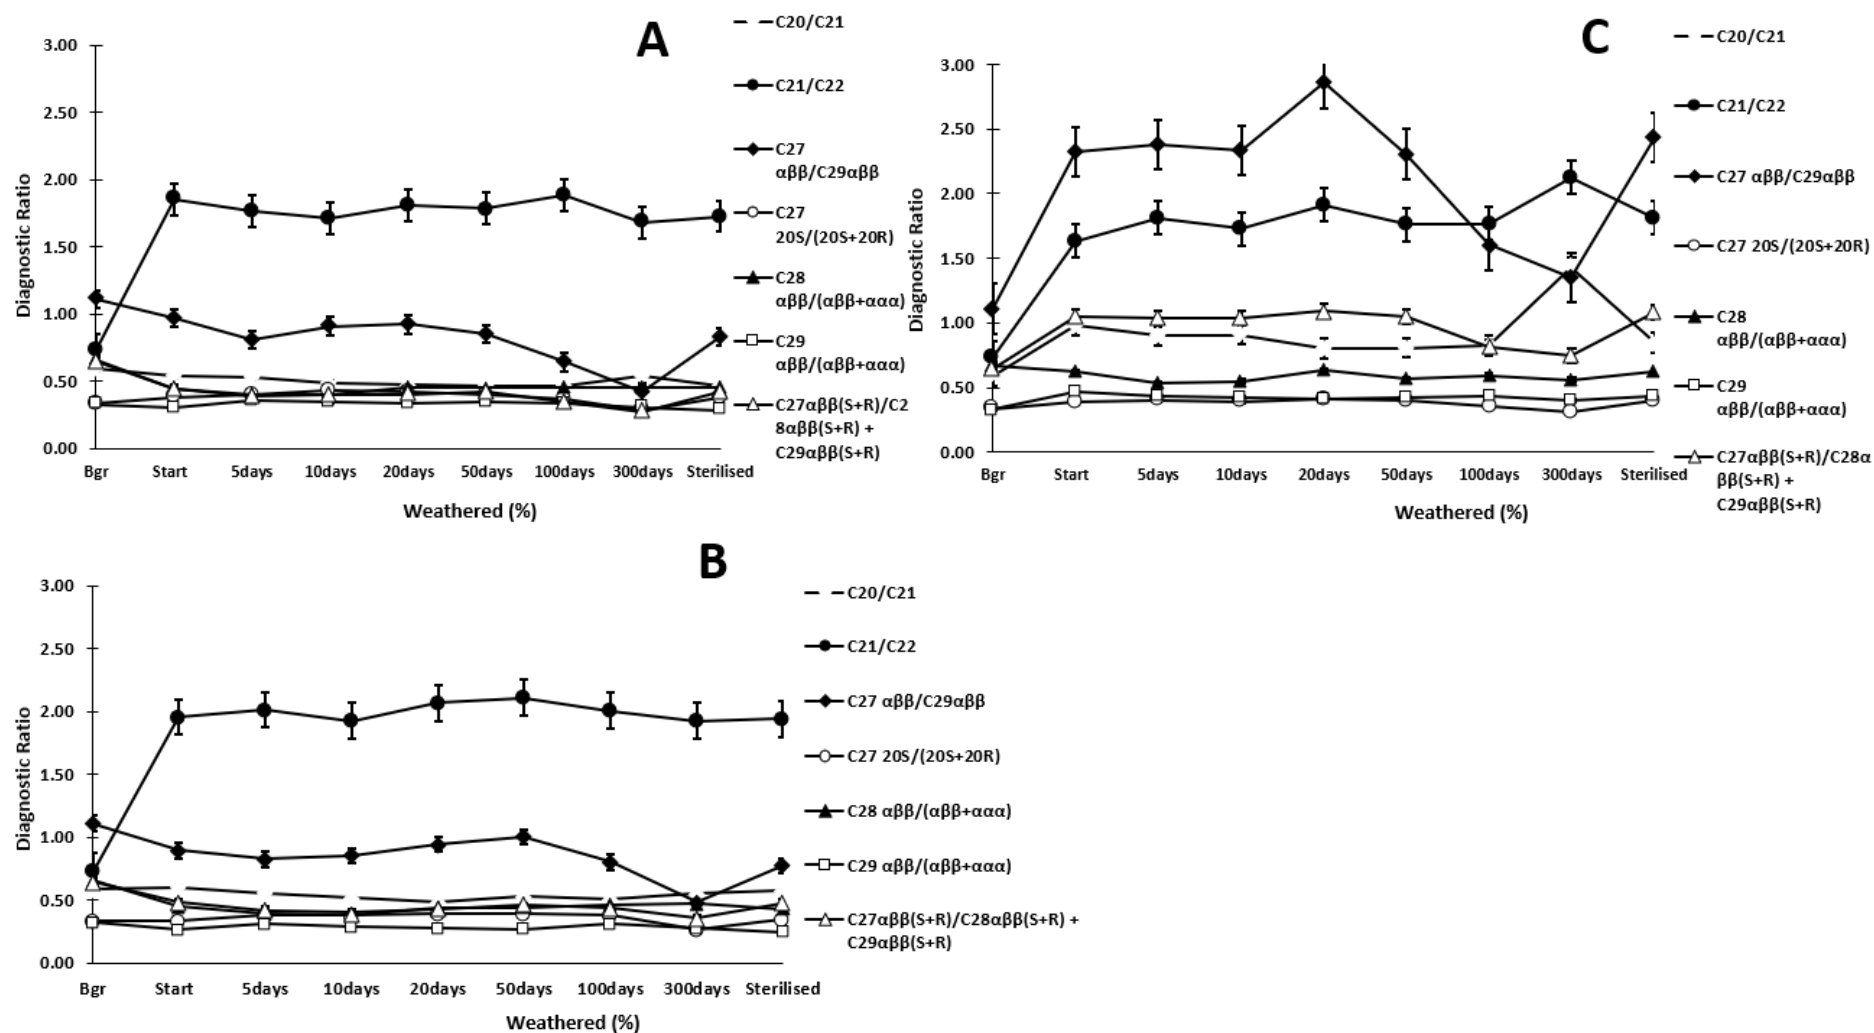 A
3.00
2.50
2.00
1.50
1.00
0.50
0.00
Diagnostic Ratio
Bgr Start 5days 10days 20days 50days 100days 300days Sterilised
Weathered (%)
C20/C21
C21/C22
C27
αββ/C29αββ
C27
20S/(20S+20R)
C28
αββ/(αββ+ααα)
C29
αββ/(αββ+ααα)
C27αββ(S+R)/C2
8αββ(S+R) +
C29αββ(S+R)
C
3.00
2.50
2.00
1.50
1.00
0.50
0.00
Diagnostic Ratio
Bgr Start 5days 10days 20days 50days 100days 300days Sterilised
Weathered (%)
C20/C21
C21/C22
C27 αββ/C29αββ
C27 20S/(20S+20R)
C28
αββ/(αββ+ααα)
C29
αββ/(αββ+ααα)
C27αββ(S+R)/C28α
ββ(S+R) +
C29αββ(S+R)
B
3.00
2.50
2.00
1.50
1.00
0.50
0.00
Diagnostic Ratio
Bgr Start 5days 10days 20days 50days 100days 300days Sterilised
Weathered (%)
C20/C21
C21/C22
C27 αββ/C29αββ
C27 20S/(20S+20R)
C28 αββ/(αββ+ααα)
C29 αββ/(αββ+ααα)
C27αββ(S+R)/C28αββ(S+R) +
C29αββ(S+R)